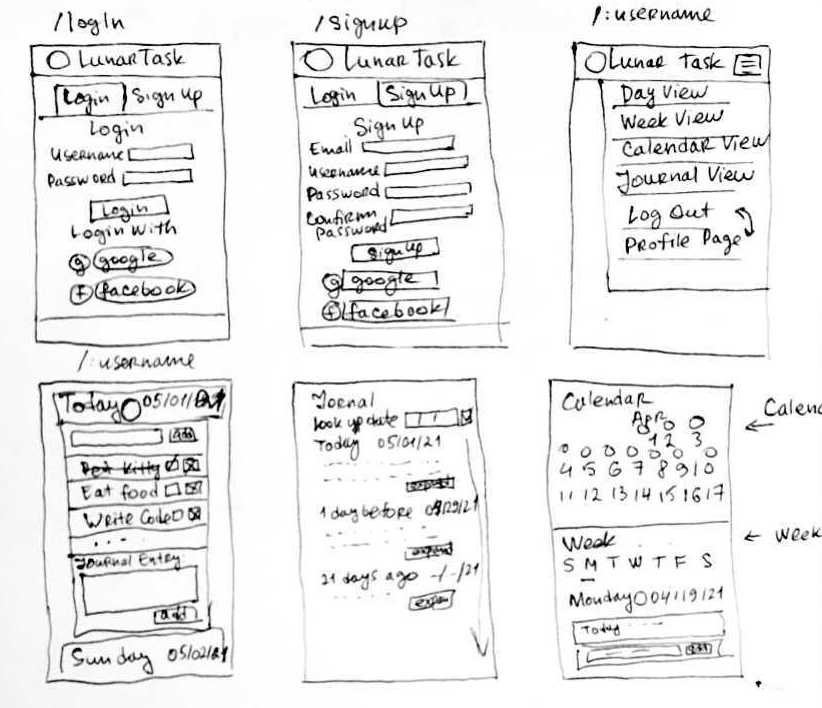 /login
LunarTask
Login Sign Up
Login
Username
Password
Login
Login With
g google
f facebook
/signup
LunarTask
Login Sign Up
Sign Up
Email
Username
Password
Confirm
Password
Sign Up
g google
f facebook
/:username
Lunar Task
Day View
Week View
Calendar View
Journal View
Log Out
Profile Page
/:username
Today 05/01/21
add
Pet Kitty
Eat food
Write Code
Journal Entry
add
Sunday 05/02/21
Jornal
look up date / /
Today 05/01/21
expand
1 day before 04/29/21
expand
21 days ago -/-/21
expan
Calendar
Apr
1 2 3
4 5 6 7 8 9 10
11 12 13 14 15 16 17
← Calend
Week
← Week
S M T W T F S
Monday 04/19/21
Today
add